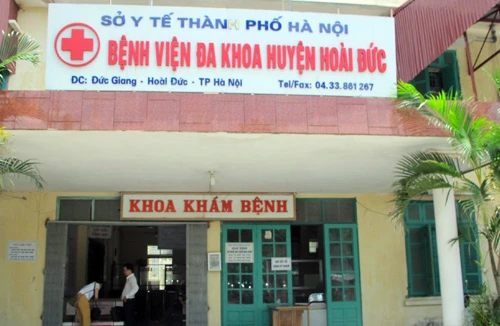 SỞ Y TẾ THÀNH PHỐ HÀ NỘI
BỆNH VIỆN ĐA KHOA HUYỆN HOÀI ĐỨC
ĐC: Đức Giang - Hoài Đức - TP Hà Nội
Tel/Fax: 04.33.861 267
KHOA KHÁM BỆNH